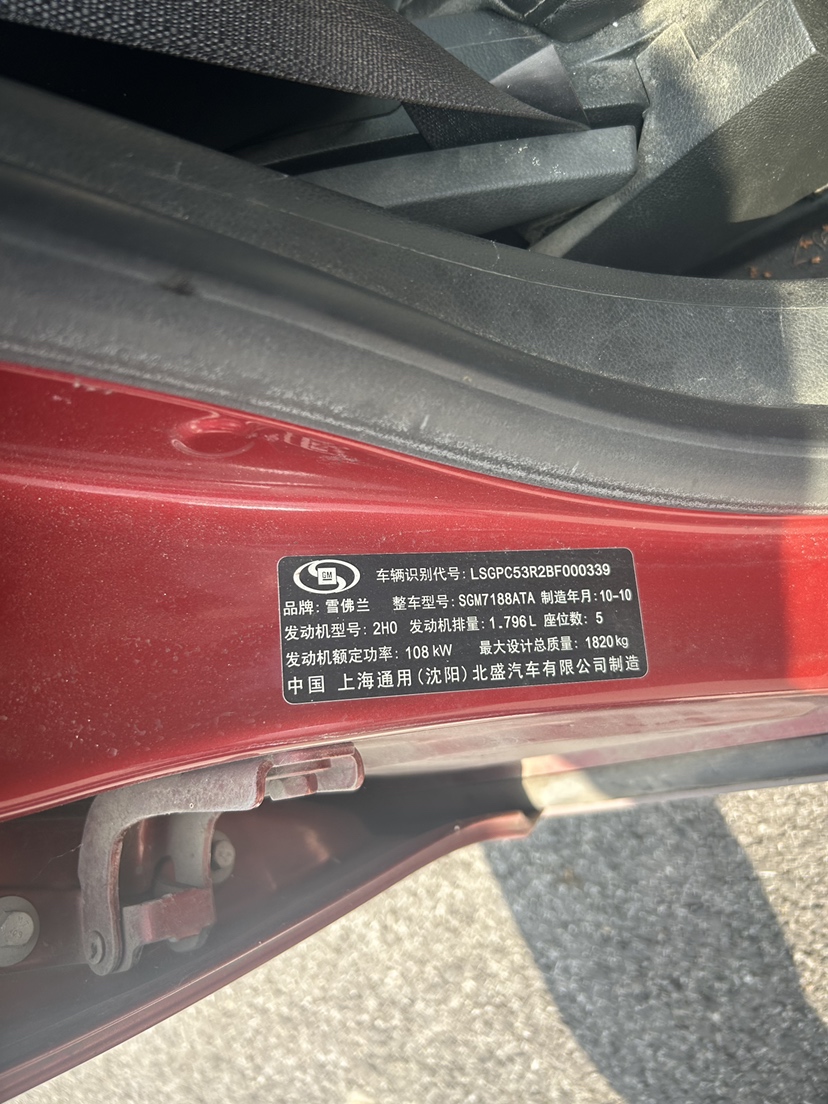 GM 车辆识别代号: LSGPC53R2BF000339
品牌: 雪佛兰 整车型号: SGM7188ATA 制造年月: 10-10
发动机型号: 2H0 发动机排量: 1.796L 座位数: 5
发动机额定功率: 108 kW 最大设计总质量: 1820kg
中国 上海通用(沈阳)北盛汽车有限公司制造